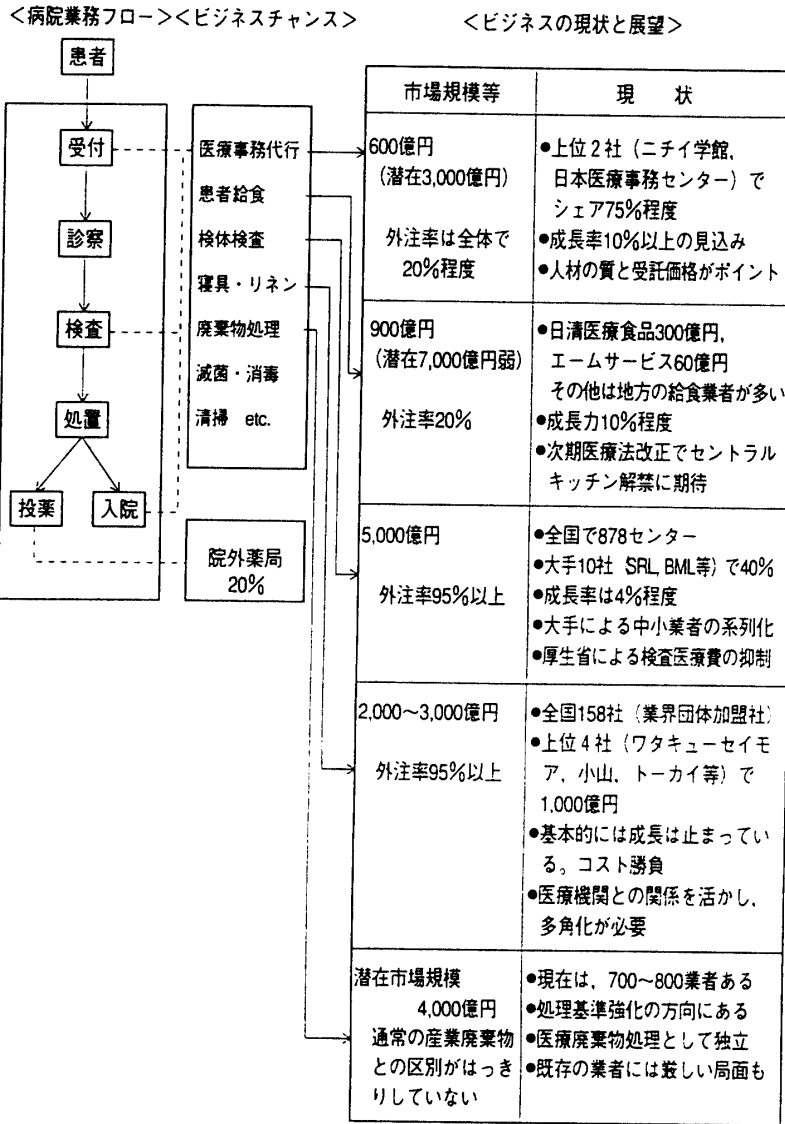 ＜病院業務フロー＞＜ビジネスチャンス＞
＜ビジネスの現状と展望＞
患者
受付
診察
検査
処置
投薬
入院
医療事務代行
患者給食
検体検査
寝具・リネン
廃棄物処理
滅菌・消毒
清掃 etc.
院外薬局
20%
市場規模等
現 状
600億円
(潜在3,000億円)
外注率は全体で
20%程度
●上位2社（ニチイ学館，
日本医療事務センター）で
シェア75%程度
●成長率10%以上の見込み
●人材の質と受託価格がポイント
900億円
(潜在7,000億円弱)
外注率20%
●日清医療食品300億円，
エームサービス60億円
その他は地方の給食業者が多い
●成長力10%程度
●次期医療法改正でセントラル
キッチン解禁に期待
5,000億円
外注率95%以上
●全国で878センター
●大手10社（SRL, BML等）で40%
●成長率は4%程度
●大手による中小業者の系列化
●厚生省による検査医療費の抑制
2,000〜3,000億円
外注率95%以上
●全国158社（業界団体加盟社）
●上位4社（ワタキューセイモ
ア，小山，トーカイ等）で
1,000億円
●基本的には成長は止まってい
る。コスト勝負
●医療機関との関係を活かし，
多角化が必要
潜在市場規模
4,000億円
通常の産業廃棄物
との区別がはっき
りしていない
●現在は，700〜800業者ある
●処理基準強化の方向にある
●医療廃棄物処理として独立
●既存の業者には厳しい局面も